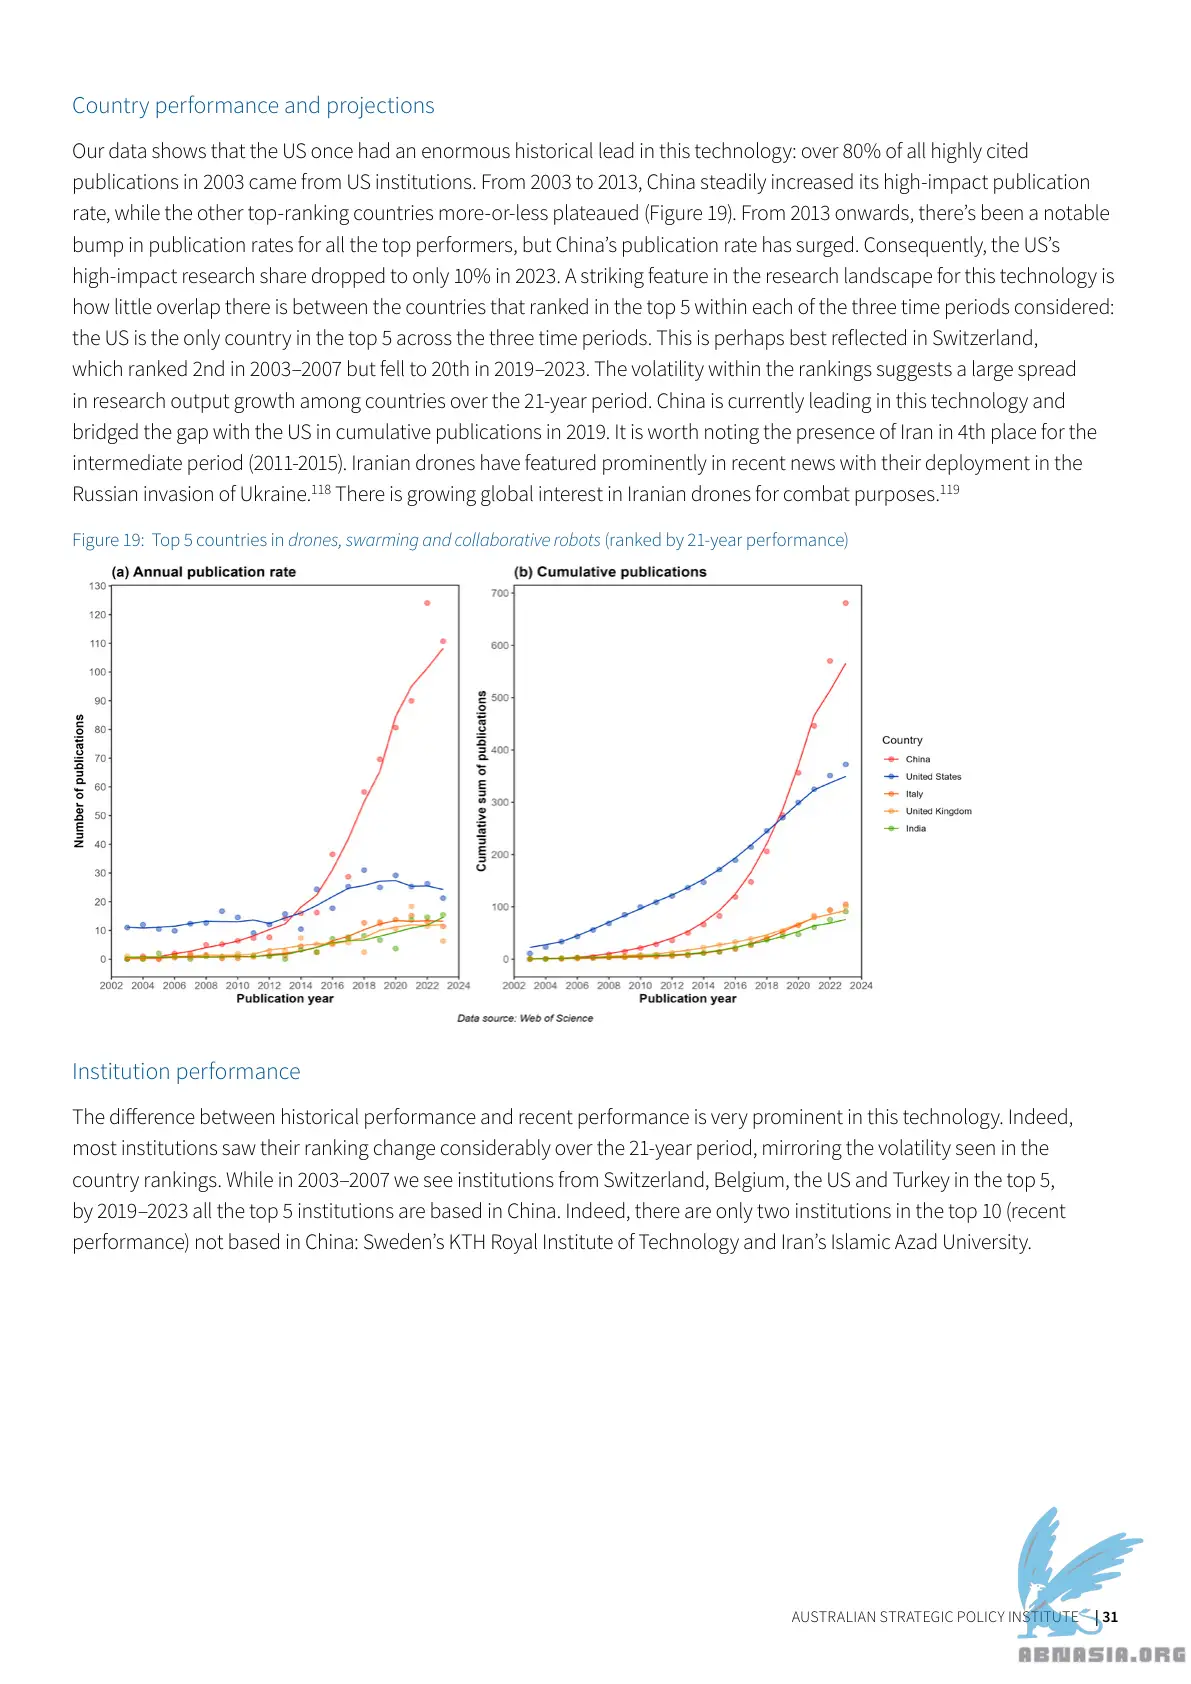 Country performance and projections
Our data shows that the US once had an enormous historical lead in this technology: over 80% of all highly cited
publications in 2003 came from US institutions. From 2003 to 2013, China steadily increased its high-impact publication
rate, while the other top-ranking countries more-or-less plateaued (Figure 19). From 2013 onwards, there's been a notable
bump in publication rates for all the top performers, but China's publication rate has surged. Consequently, the US's
high-impact research share dropped to only 10% in 2023. A striking feature in the research landscape for this technology is
how little overlap there is between the countries that ranked in the top 5 within each of the three time periods considered:
the US is the only country in the top 5 across the three time periods. This is perhaps best reflected in Switzerland,
which ranked 2nd in 2003–2007 but fell to 20th in 2019–2023. The volatility within the rankings suggests a large spread
in research output growth among countries over the 21-year period. China is currently leading in this technology and
bridged the gap with the US in cumulative publications in 2019. It is worth noting the presence of Iran in 4th place for the
intermediate period (2011-2015). Iranian drones have featured prominently in recent news with their deployment in the
Russian invasion of Ukraine.118 There is growing global interest in Iranian drones for combat purposes.119
Figure 19: Top 5 countries in drones, swarming and collaborative robots (ranked by 21-year performance)
(a) Annual publication rate
130
120
110
100
90
80
70
60
50
40
30
20
10
0
Number of publications
2002 2004 2006 2008 2010 2012 2014 2016 2018 2020 2022 2024
Publication year
(b) Cumulative publications
700
600
500
400
300
200
100
0
Cumulative sum of publications
2002 2004 2006 2008 2010 2012 2014 2016 2018 2020 2022 2024
Publication year
Country
China
United States
Italy
United Kingdom
India
Data source: Web of Science
Institution performance
The difference between historical performance and recent performance is very prominent in this technology. Indeed,
most institutions saw their ranking change considerably over the 21-year period, mirroring the volatility seen in the
country rankings. While in 2003–2007 we see institutions from Switzerland, Belgium, the US and Turkey in the top 5,
by 2019–2023 all the top 5 institutions are based in China. Indeed, there are only two institutions in the top 10 (recent
performance) not based in China: Sweden's KTH Royal Institute of Technology and Iran's Islamic Azad University.
AUSTRALIAN STRATEGIC POLICY INSTITUTE | 31
ABNASIA.ORG